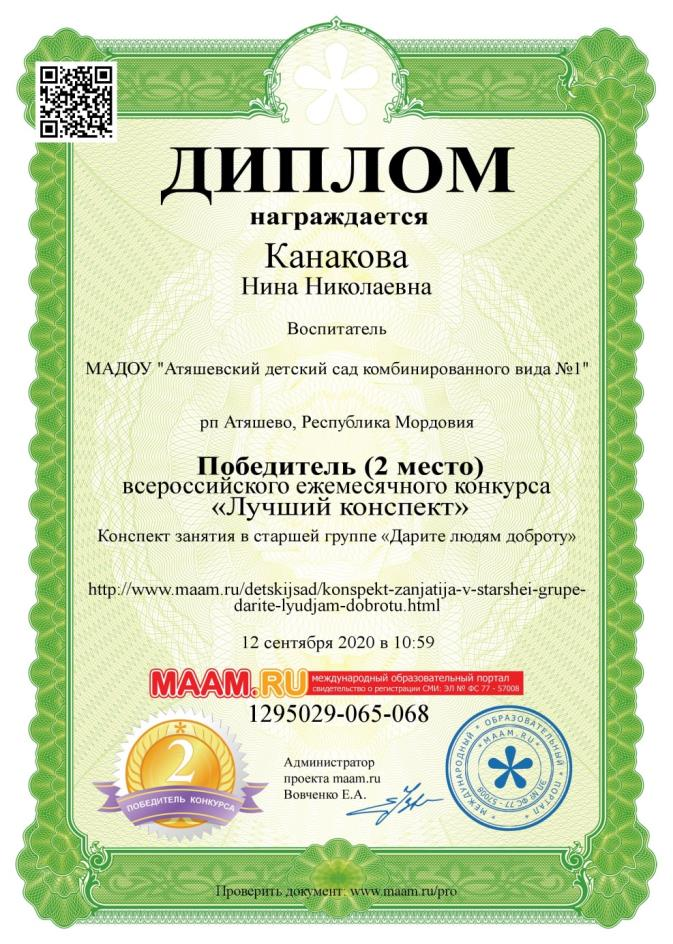 ДИПЛОМ
награждается
Канакова
Нина Николаевна
Воспитатель
МАДОУ "Атяшевский детский сад комбинированного вида №1"
рп Атяшево, Республика Мордовия
Победитель (2 место)
всероссийского ежемесячного конкурса
«Лучший конспект»
Конспект занятия в старшей группе «Дарите людям доброту»
http://www.maam.ru/detskijsad/konspekt-zanjatija-v-starshei-grupe-
darite-lyudjam-dobrotu.html
12 сентября 2020 в 10:59
MAAM.RU
международный образовательный портал
свидетельство о регистрации СМИ: ЭЛ № ФС 77 - 57008
1295029-065-068
2
ПОБЕДИТЕЛЬ КОНКУРСА
Администратор
проекта maam.ru
Вовченко Е.А.
* МЕЖДУНАРОДНЫЙ * ОБРАЗОВАТЕЛЬНЫЙ ПОРТАЛ *
* MAAM.RU *
ЭЛ № ФС 77 - 57008
Проверить документ: www.maam.ru/pro